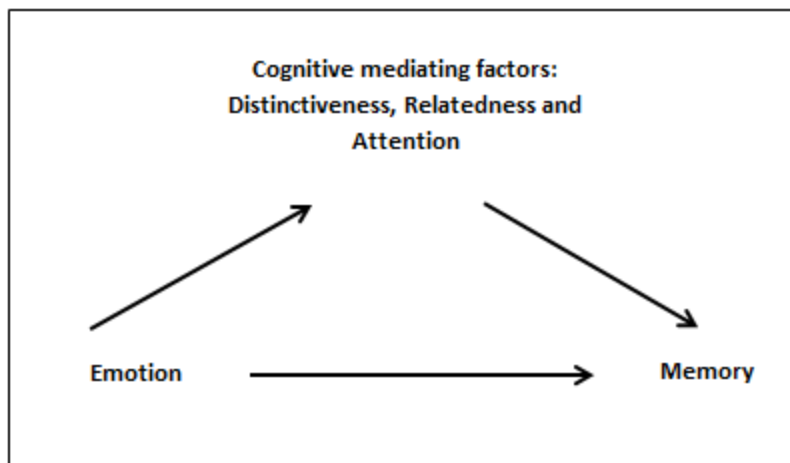 Cognitive mediating factors:
Distinctiveness, Relatedness and
Attention
Emotion
Memory